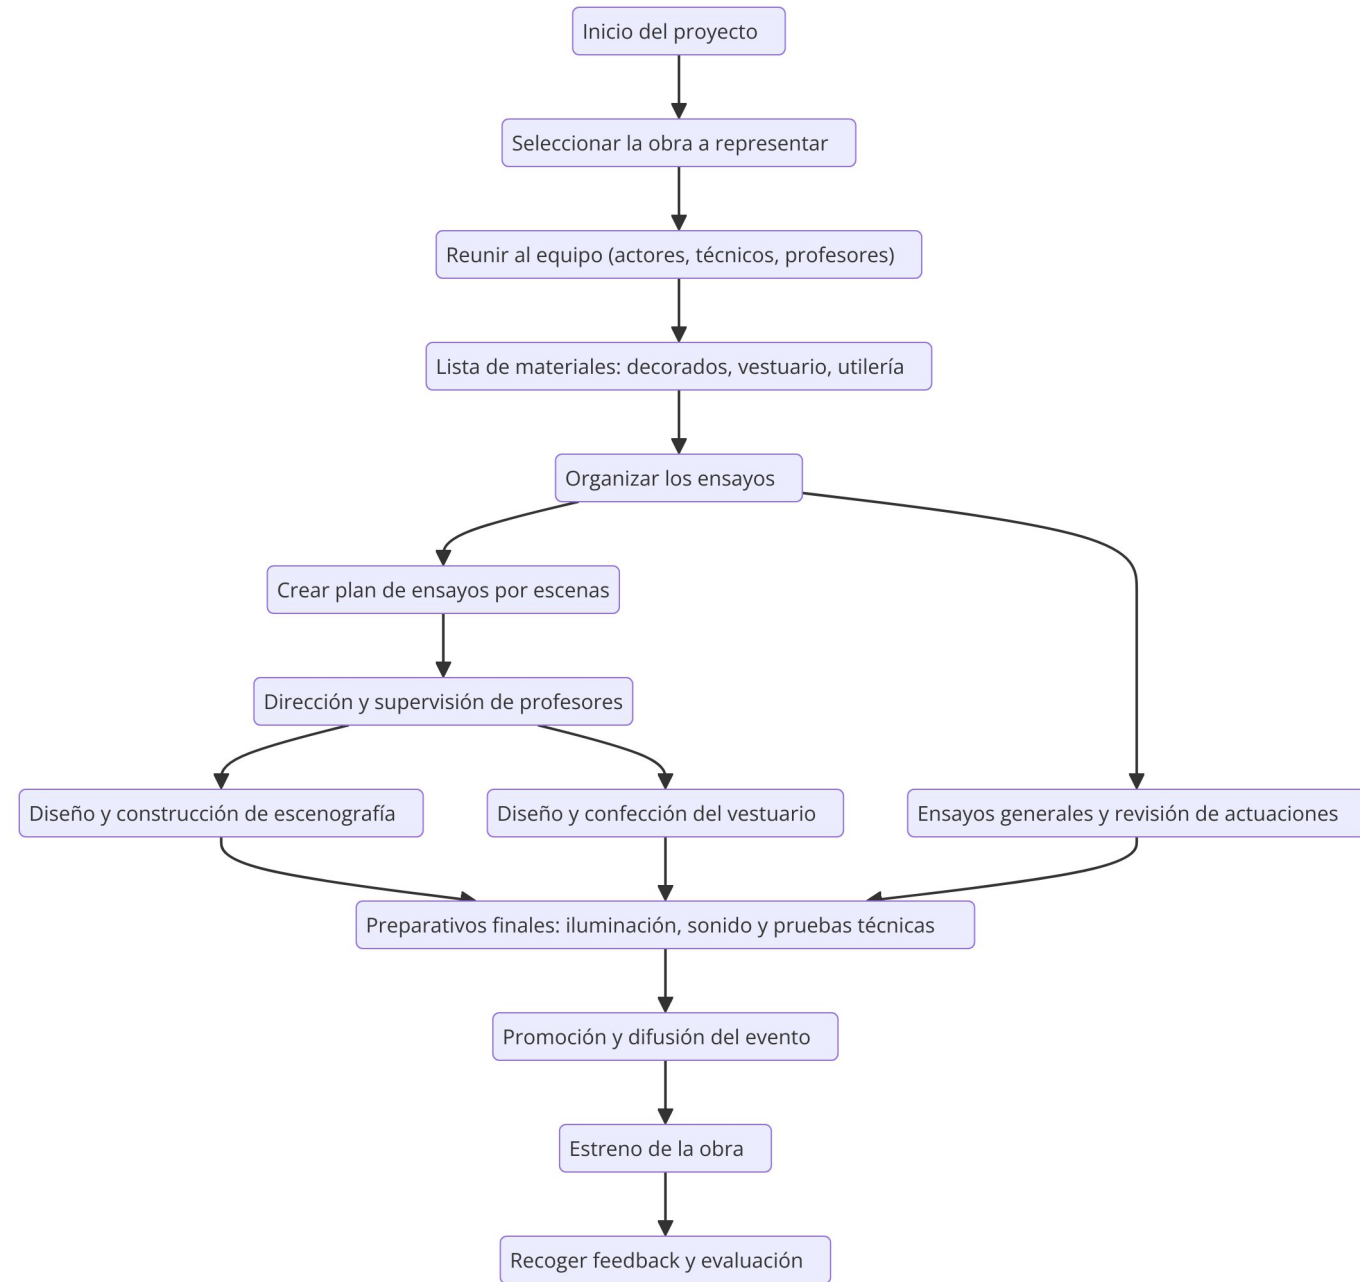 Inicio del proyecto
Seleccionar la obra a representar
Reunir al equipo (actores, técnicos, profesores)
Lista de materiales: decorados, vestuario, utilería
Organizar los ensayos
Crear plan de ensayos por escenas
Dirección y supervisión de profesores
Diseño y construcción de escenografía
Diseño y confección del vestuario
Ensayos generales y revisión de actuaciones
Preparativos finales: iluminación, sonido y pruebas técnicas
Promoción y difusión del evento
Estreno de la obra
Recoger feedback y evaluación